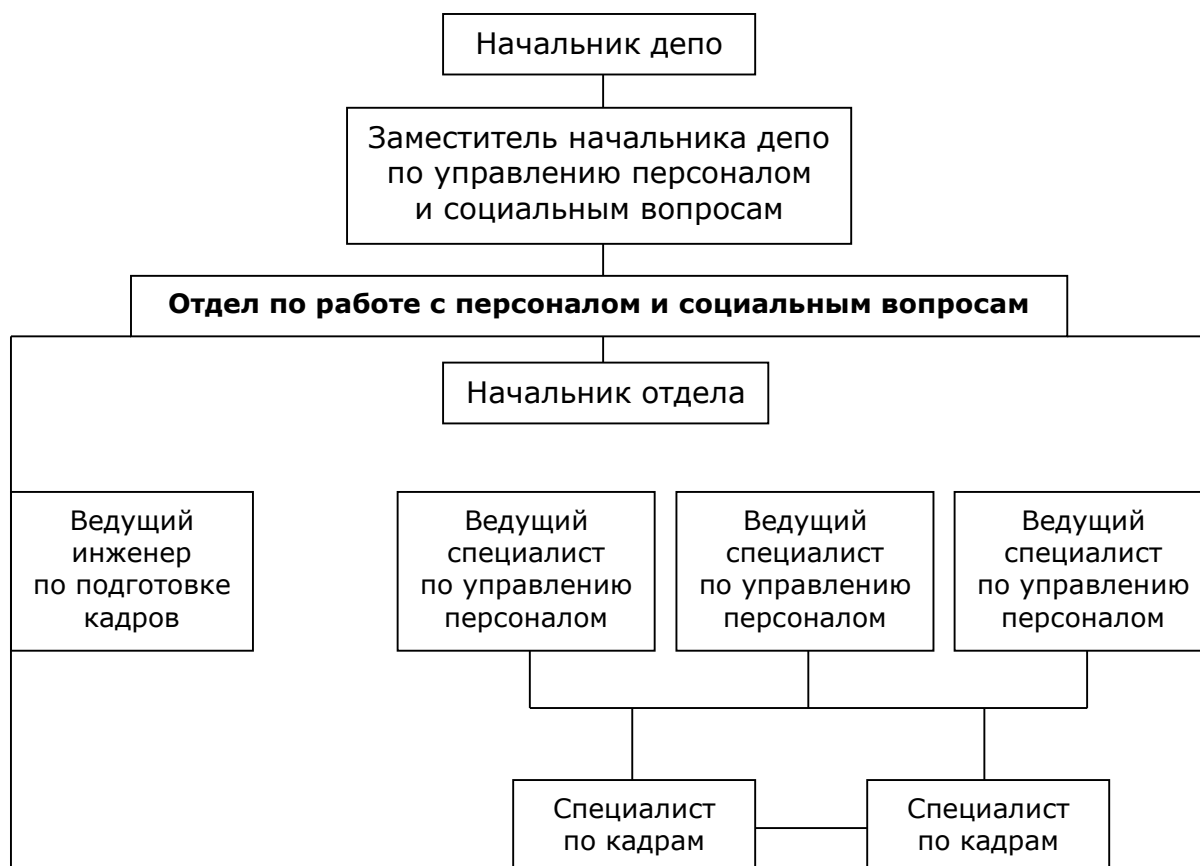 Начальник депо
Заместитель начальника депо
по управлению персоналом
и социальным вопросам
Отдел по работе с персоналом и социальным вопросам
Начальник отдела
Ведущий
инженер
по подготовке
кадров
Ведущий
специалист
по управлению
персоналом
Ведущий
специалист
по управлению
персоналом
Ведущий
специалист
по управлению
персоналом
Специалист
по кадрам
Специалист
по кадрам